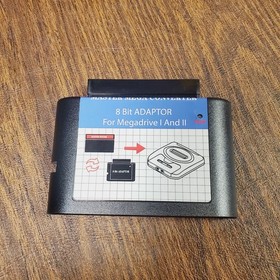 MASTER MEGA CONVERTER
8 Bit ADAPTOR
For Megadrive I And II